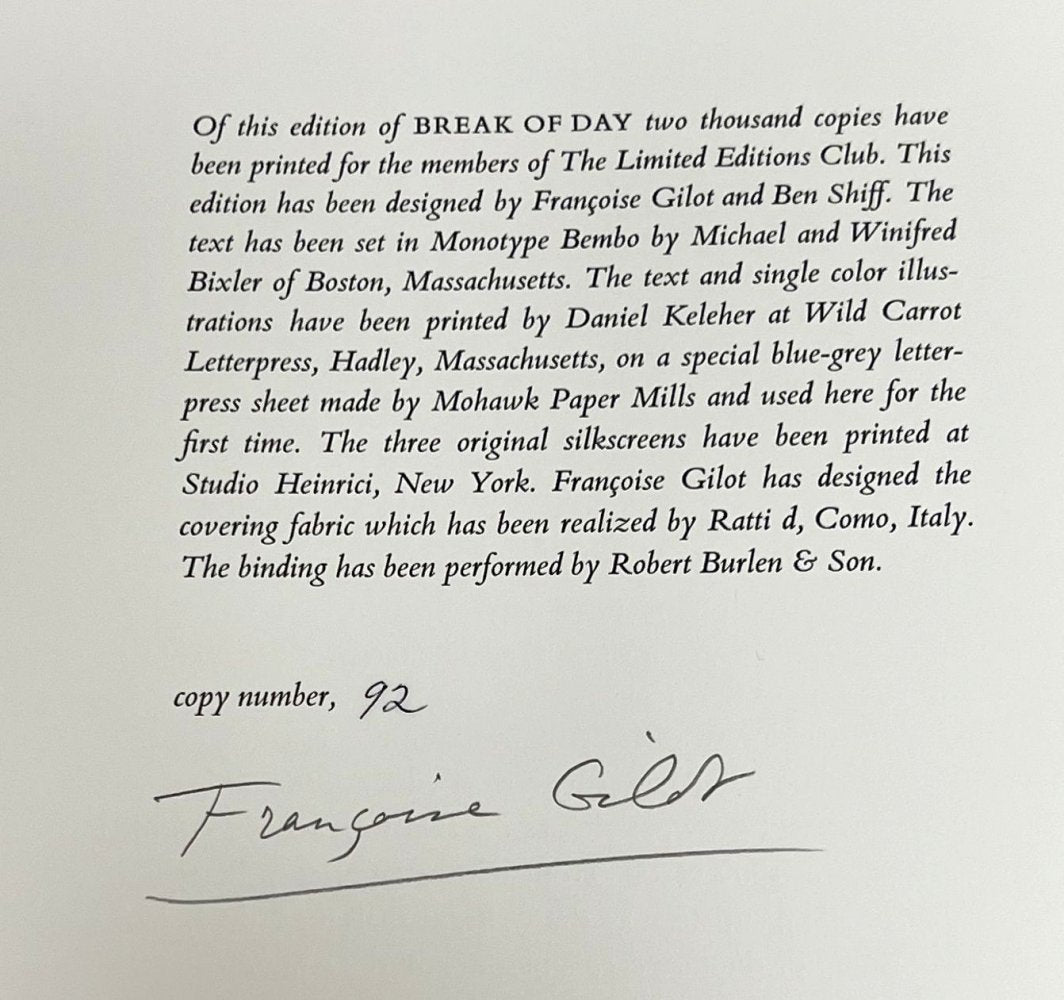 Of this edition of BREAK OF DAY two thousand copies have
been printed for the members of The Limited Editions Club. This
edition has been designed by Françoise Gilot and Ben Shiff. The
text has been set in Monotype Bembo by Michael and Winifred
Bixler of Boston, Massachusetts. The text and single color illus-
trations have been printed by Daniel Keleher at Wild Carrot
Letterpress, Hadley, Massachusetts, on a special blue-grey letter-
press sheet made by Mohawk Paper Mills and used here for the
first time. The three original silkscreens have been printed at
Studio Heinrici, New York. Françoise Gilot has designed the
covering fabric which has been realized by Ratti d, Como, Italy.
The binding has been performed by Robert Burlen & Son.
copy number, 92
Françoise Gilot